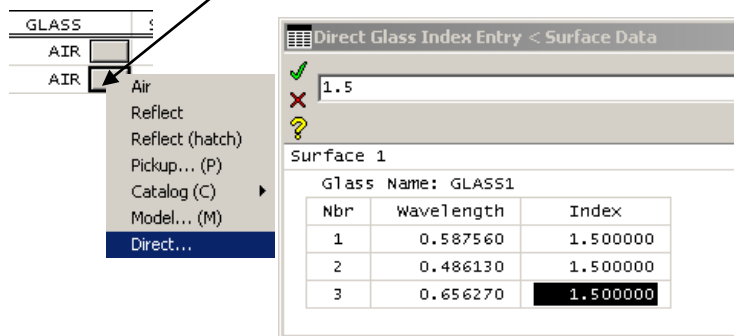 GLASS
AIR
AIR
Air
Reflect
Reflect (hatch)
Pickup... (P)
Catalog (C)
Model... (M)
Direct...
Direct Glass Index Entry < Surface Data
1.5
Surface 1
Glass Name: GLASS1
Nbr Wavelength Index
1 0.587560 1.500000
2 0.486130 1.500000
3 0.656270 1.500000